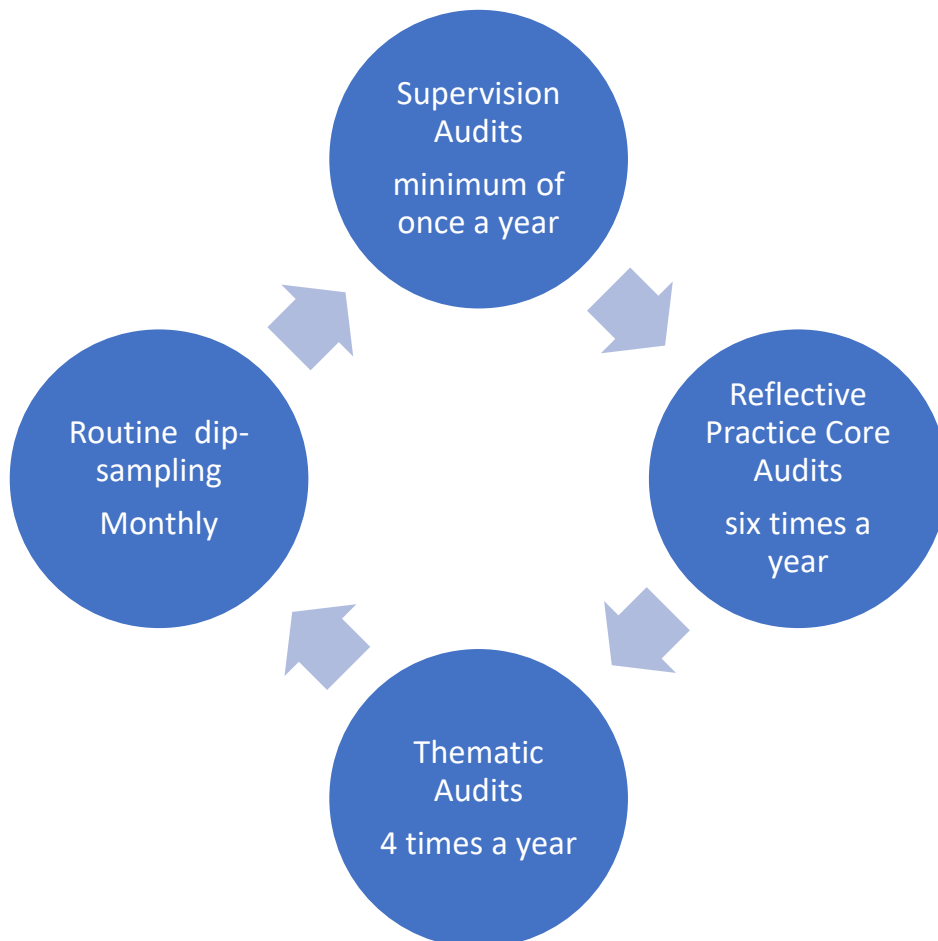 Supervision
Audits
minimum of
once a year
Reflective
Practice Core
Audits
six times a
year
Thematic
Audits
4 times a year
Routine  dip-
sampling
Monthly